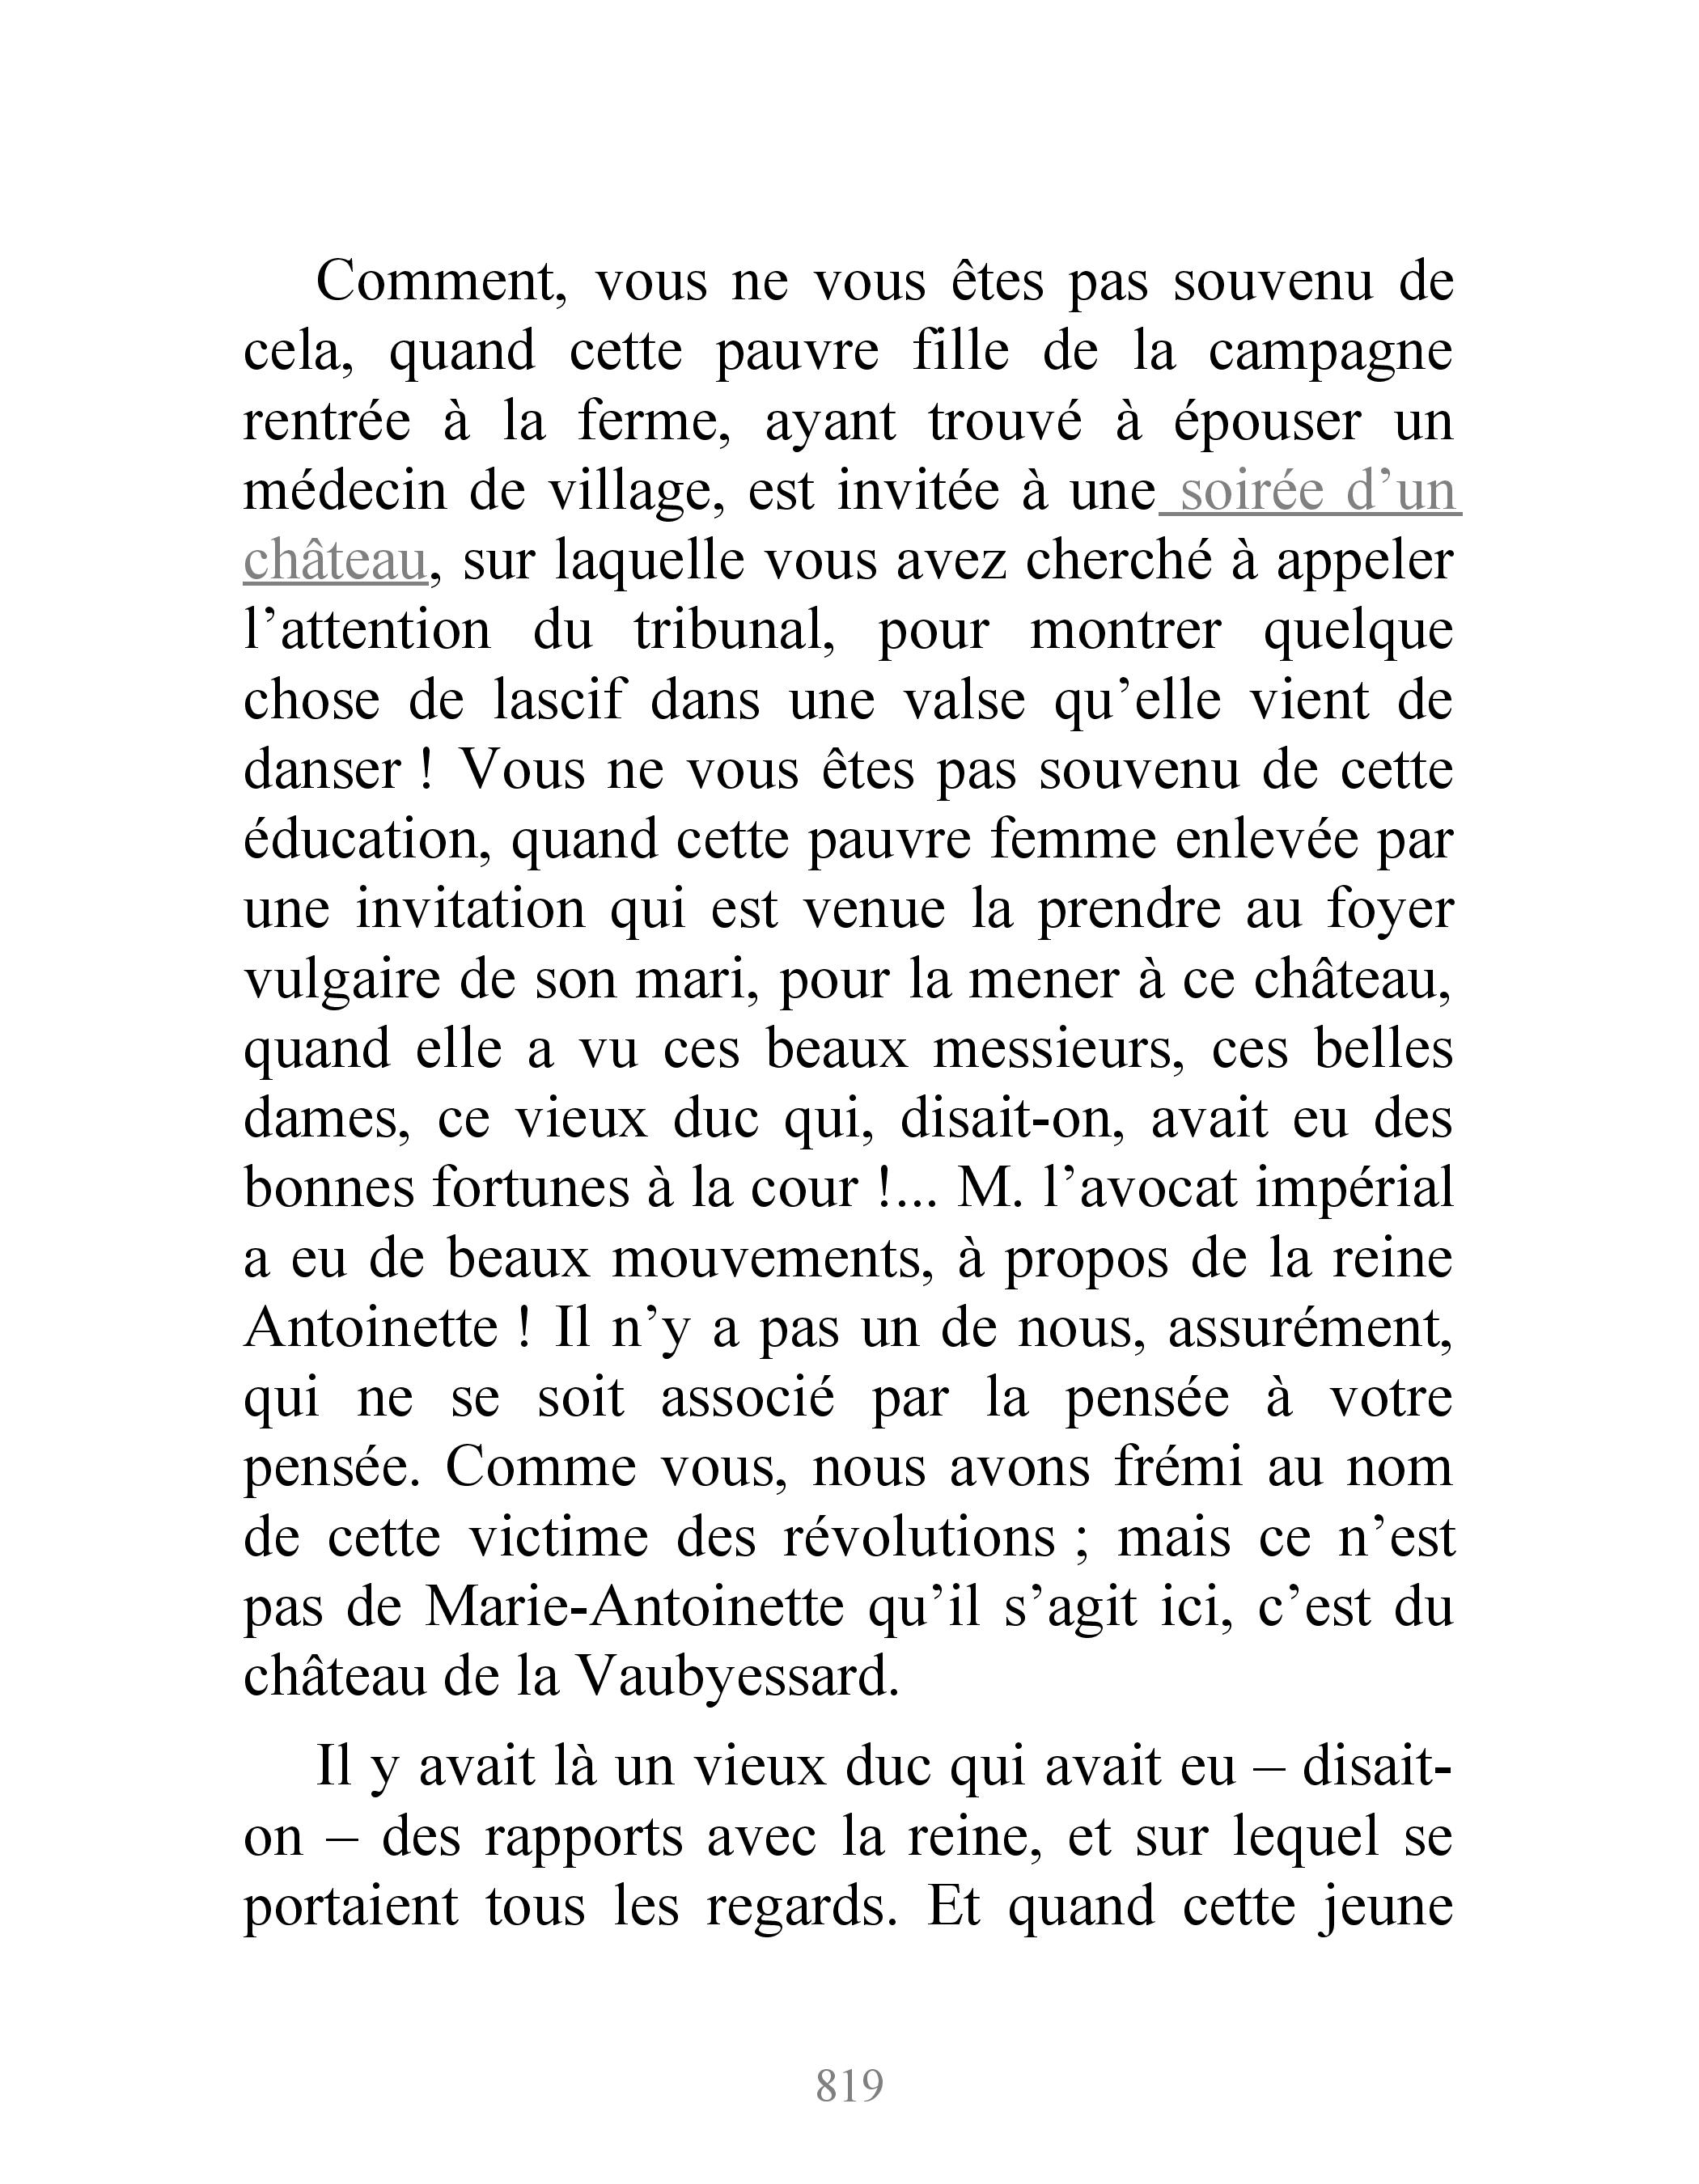 Comment, vous ne vous êtes pas souvenu de
cela, quand cette pauvre fille de la campagne
rentrée à la ferme, ayant trouvé à épouser un
médecin de village, est invitée à une soirée d’un
château, sur laquelle vous avez cherché à appeler
l’attention du tribunal, pour montrer quelque
chose de lascif dans une valse qu’elle vient de
danser ! Vous ne vous êtes pas souvenu de cette
éducation, quand cette pauvre femme enlevée par
une invitation qui est venue la prendre au foyer
vulgaire de son mari, pour la mener à ce château,
quand elle a vu ces beaux messieurs, ces belles
dames, ce vieux duc qui, disait-on, avait eu des
bonnes fortunes à la cour !... M. l’avocat impérial
a eu de beaux mouvements, à propos de la reine
Antoinette ! Il n’y a pas un de nous, assurément,
qui ne se soit associé par la pensée à votre
pensée. Comme vous, nous avons frémi au nom
de cette victime des révolutions ; mais ce n’est
pas de Marie-Antoinette qu’il s’agit ici, c’est du
château de la Vaubyessard.
Il y avait là un vieux duc qui avait eu – disait-
on – des rapports avec la reine, et sur lequel se
portaient tous les regards. Et quand cette jeune
819